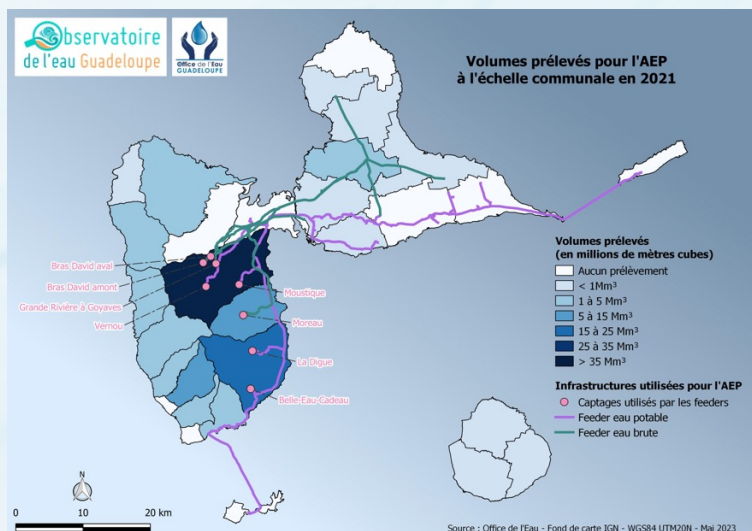 Observatoire
de l'eau Guadeloupe
Office de l'Eau
GUADELOUPE
Volumes prélevés pour l'AEP
à l'échelle communale en 2021
Bras David aval
Bras David amont
Grande Rivière à Goyaves
Vernou
Moustique
Moreau
La Digue
Belle-Eau-Cadeau
Volumes prélevés
(en millions de mètres cubes)
Aucun prélèvement
< 1Mm³
1 à 5 Mm³
5 à 15 Mm³
15 à 25 Mm³
25 à 35 Mm³
> 35 Mm³
Infrastructures utilisées pour l'AEP
Captages utilisés par les feeders
Feeder eau potable
Feeder eau brute
N
0 10 20 km
Source : Office de l'Eau - Fond de carte IGN - WGS84 UTM20N - Mai 2023